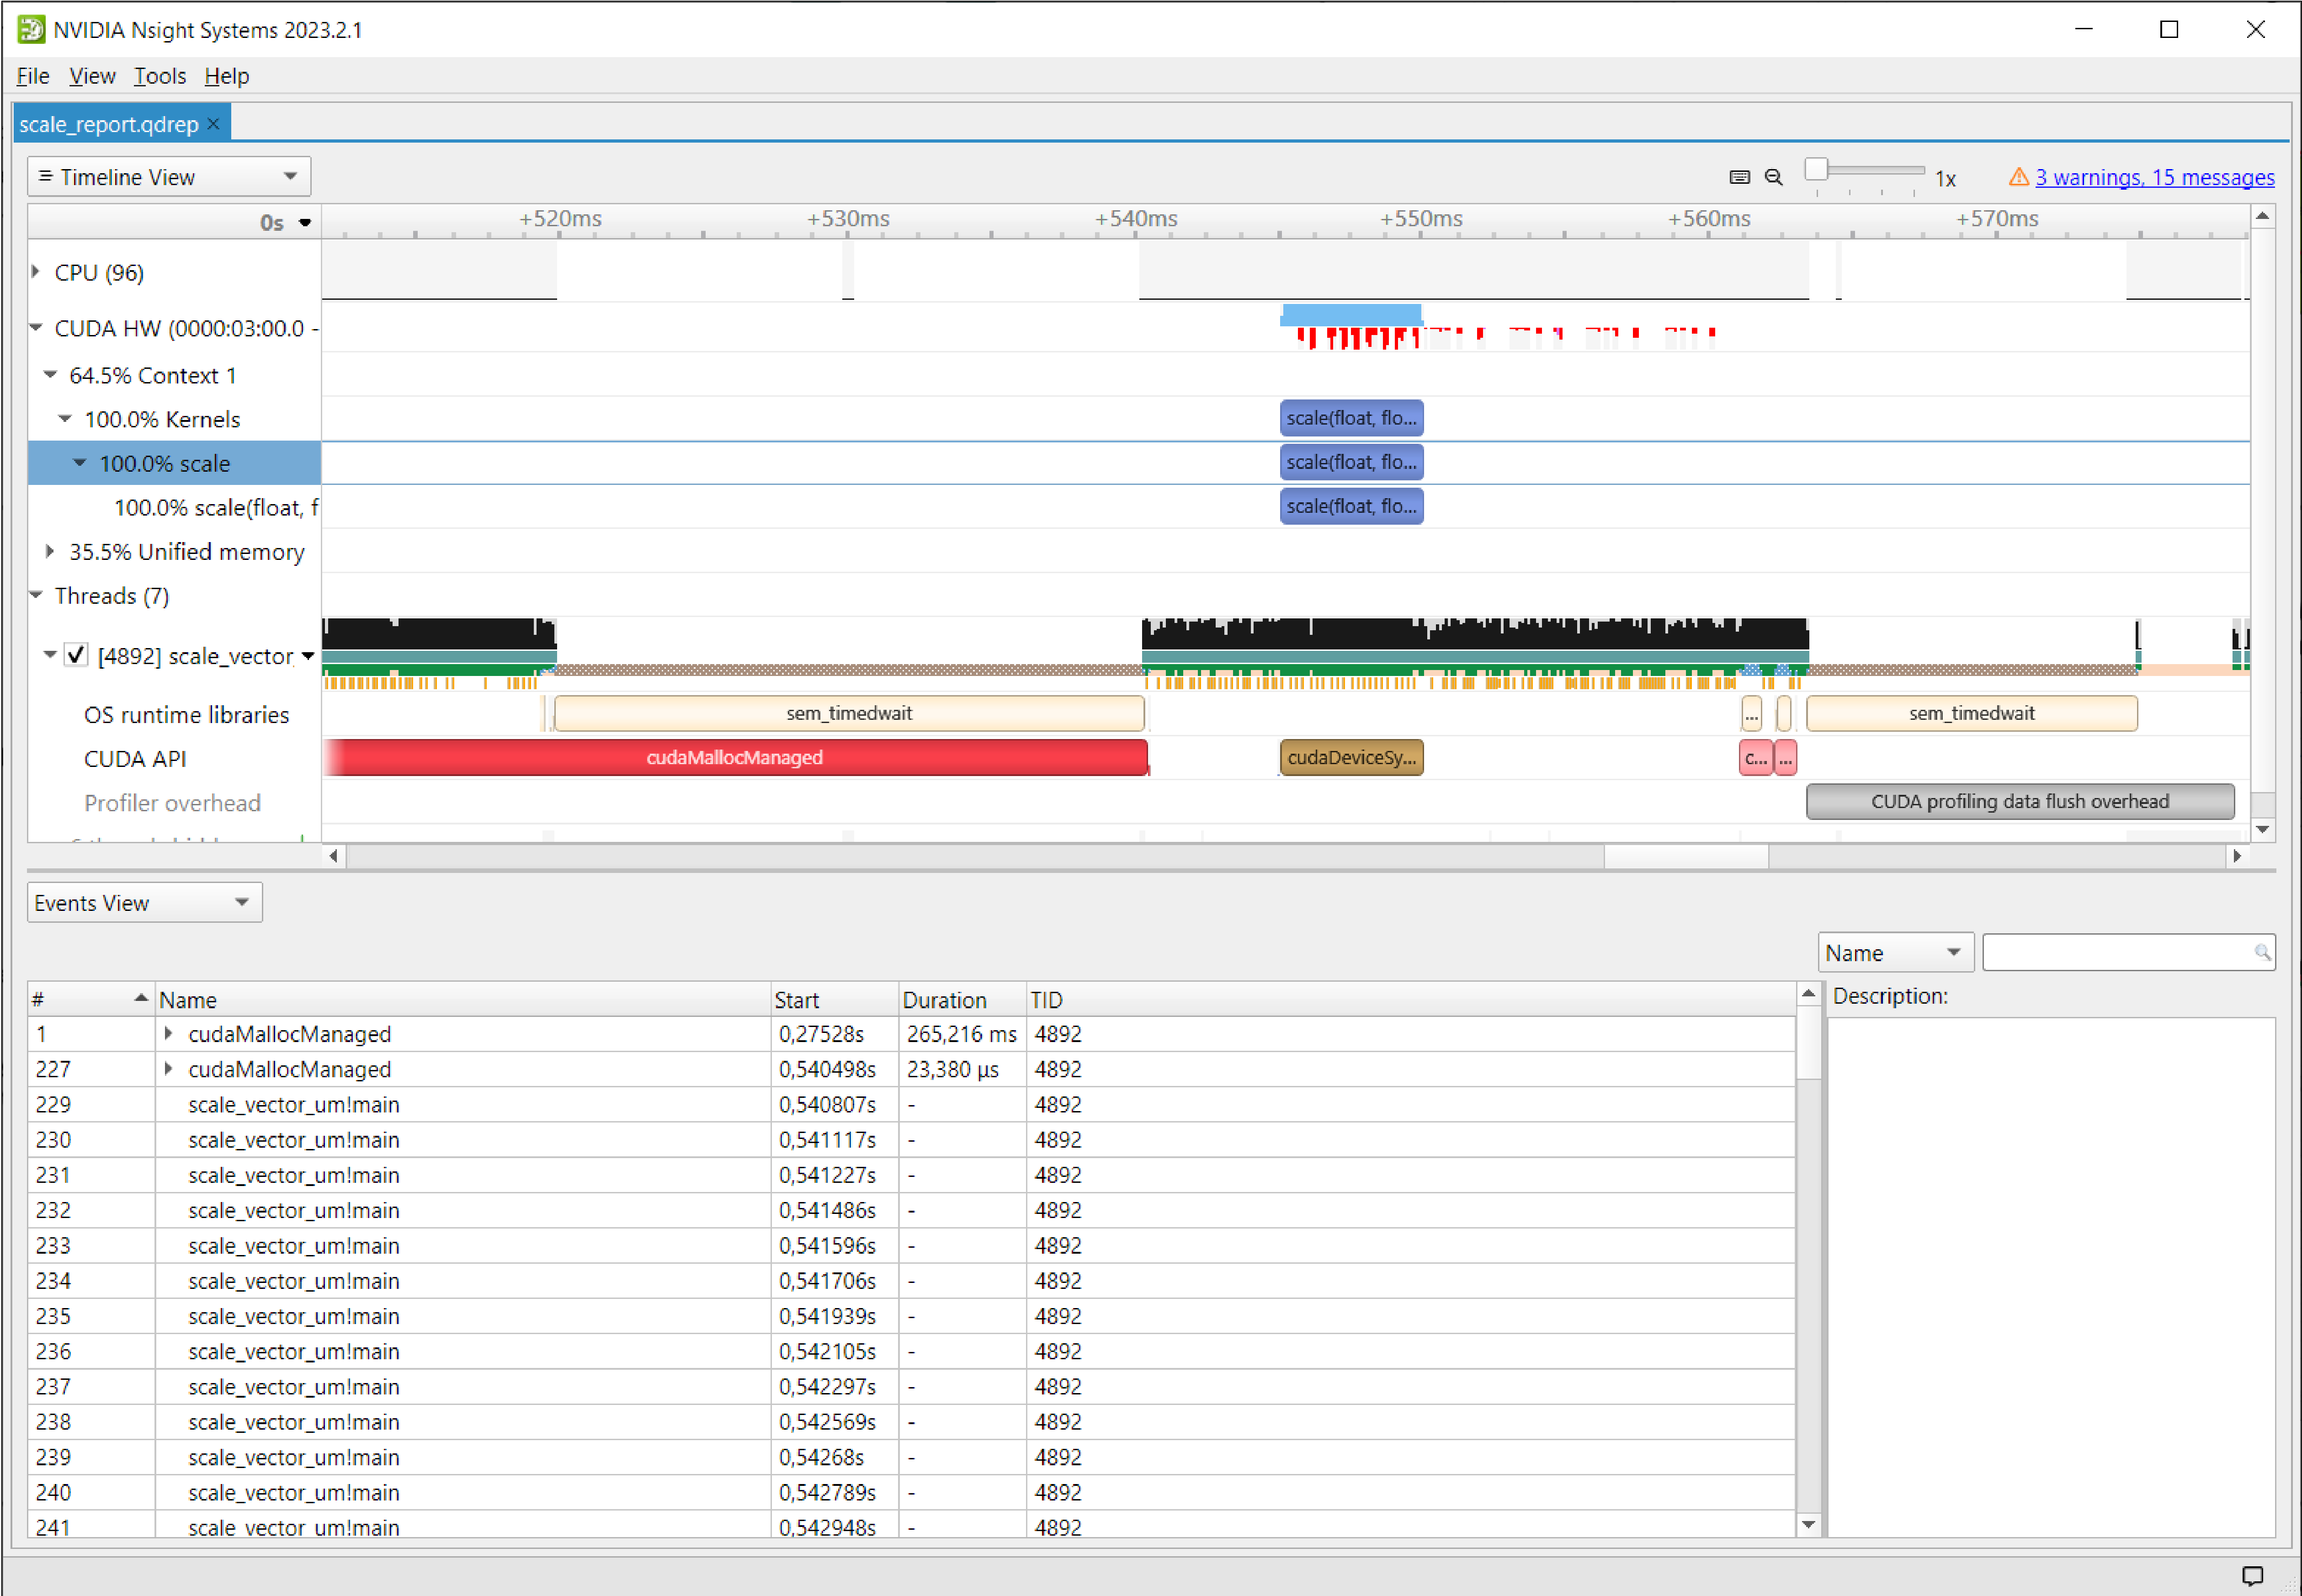 NVIDIA Nsight Systems 2023.2.1
File View Tools Help
scale_report.qdrep
Timeline View
1x
3 warnings, 15 messages
0s
+520ms +530ms +540ms +550ms +560ms +570ms
CPU (96)
CUDA HW (0000:03:00.0 -
64.5% Context 1
100.0% Kernels
scale(float, flo...
100.0% scale
scale(float, flo...
100.0% scale(float, f
scale(float, flo...
35.5% Unified memory
Threads (7)
[4892] scale_vector
OS runtime libraries
sem_timedwait ... sem_timedwait
CUDA API
cudaMallocManaged cudaDeviceSy... c... ...
Profiler overhead
CUDA profiling data flush overhead
Events View
Name
# Name Start Duration TID
Description:
1 cudaMallocManaged 0,27528s 265,216 ms 4892
227 cudaMallocManaged 0,540498s 23,380 µs 4892
229 scale_vector_um!main 0,540807s - 4892
230 scale_vector_um!main 0,541117s - 4892
231 scale_vector_um!main 0,541227s - 4892
232 scale_vector_um!main 0,541486s - 4892
233 scale_vector_um!main 0,541596s - 4892
234 scale_vector_um!main 0,541706s - 4892
235 scale_vector_um!main 0,541939s - 4892
236 scale_vector_um!main 0,542105s - 4892
237 scale_vector_um!main 0,542297s - 4892
238 scale_vector_um!main 0,542569s - 4892
239 scale_vector_um!main 0,54268s - 4892
240 scale_vector_um!main 0,542789s - 4892
241 scale_vector_um!main 0,542948s - 4892